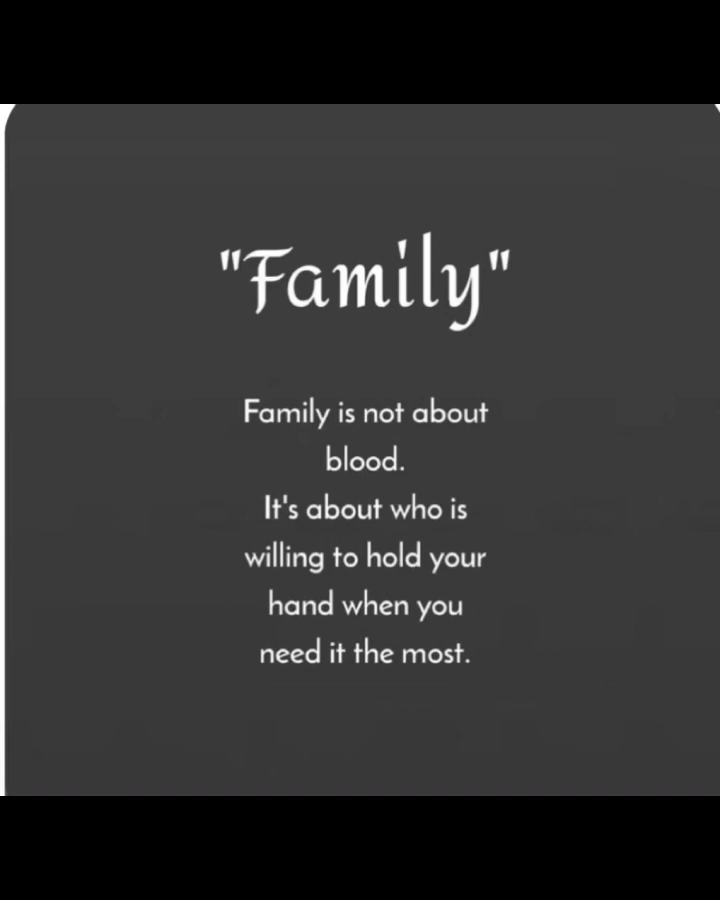 "Family"
Family is not about
blood.
It's about who is
willing to hold your
hand when you
need it the most.